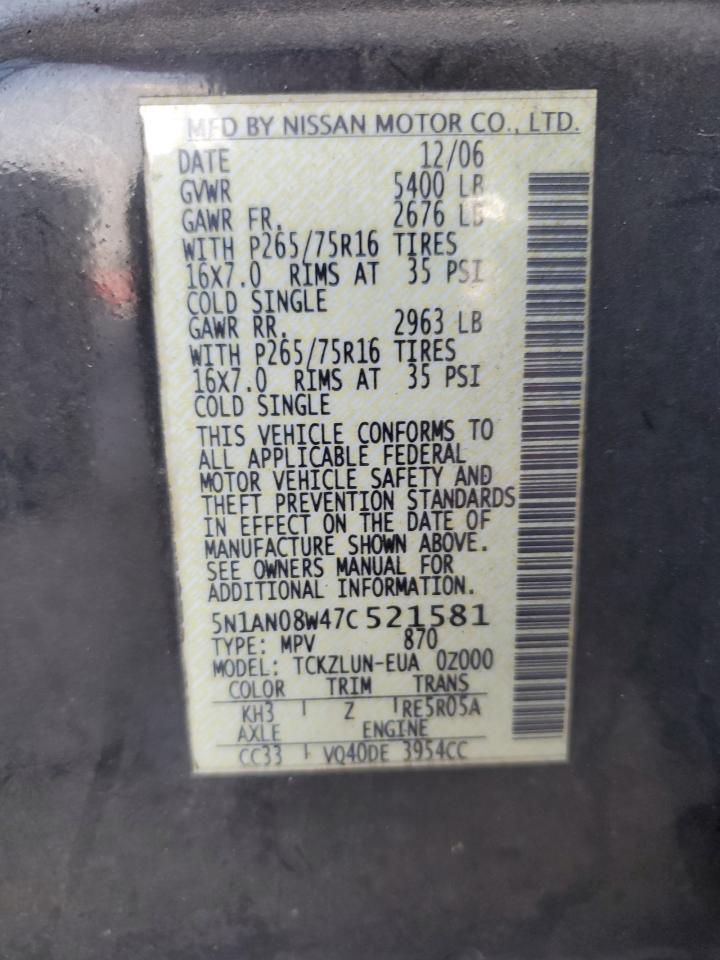 MFD BY NISSAN MOTOR CO., LTD.
DATE 12/06
GVWR 5400 LB
GAWR FR. 2676 LB
WITH P265/75R16 TIRES
16X7.0 RIMS AT 35 PSI
COLD SINGLE
GAWR RR. 2963 LB
WITH P265/75R16 TIRES
16X7.0 RIMS AT 35 PSI
COLD SINGLE
THIS VEHICLE CONFORMS TO
ALL APPLICABLE FEDERAL
MOTOR VEHICLE SAFETY AND
THEFT PREVENTION STANDARDS
IN EFFECT ON THE DATE OF
MANUFACTURE SHOWN ABOVE.
SEE OWNERS MANUAL FOR
ADDITIONAL INFORMATION.
5N1AN08W47C521581
TYPE: MPV 870
MODEL: TCKZLUN-EUA 0Z000
COLOR TRIM TRANS
KH3 Z RE5R05A
AXLE ENGINE
CC33 VQ40DE 3954CC